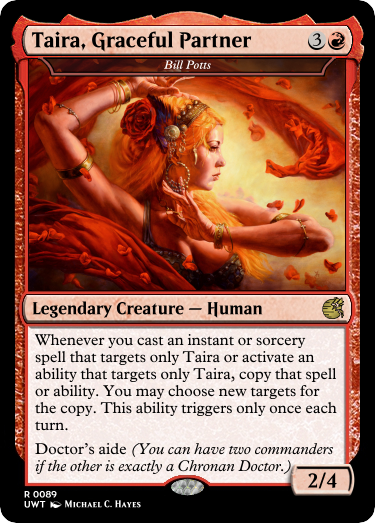 Taira, Graceful Partner 3
Bill Potts
Legendary Creature — Human
Whenever you cast an instant or sorcery
spell that targets only Taira or activate an
ability that targets only Taira, copy that spell
or ability. You may choose new targets for
the copy. This ability triggers only once each
turn.
Doctor's aide (You can have two commanders
if the other is exactly a Chronan Doctor.)
2/4
R 0089
UWT Michael C. Hayes